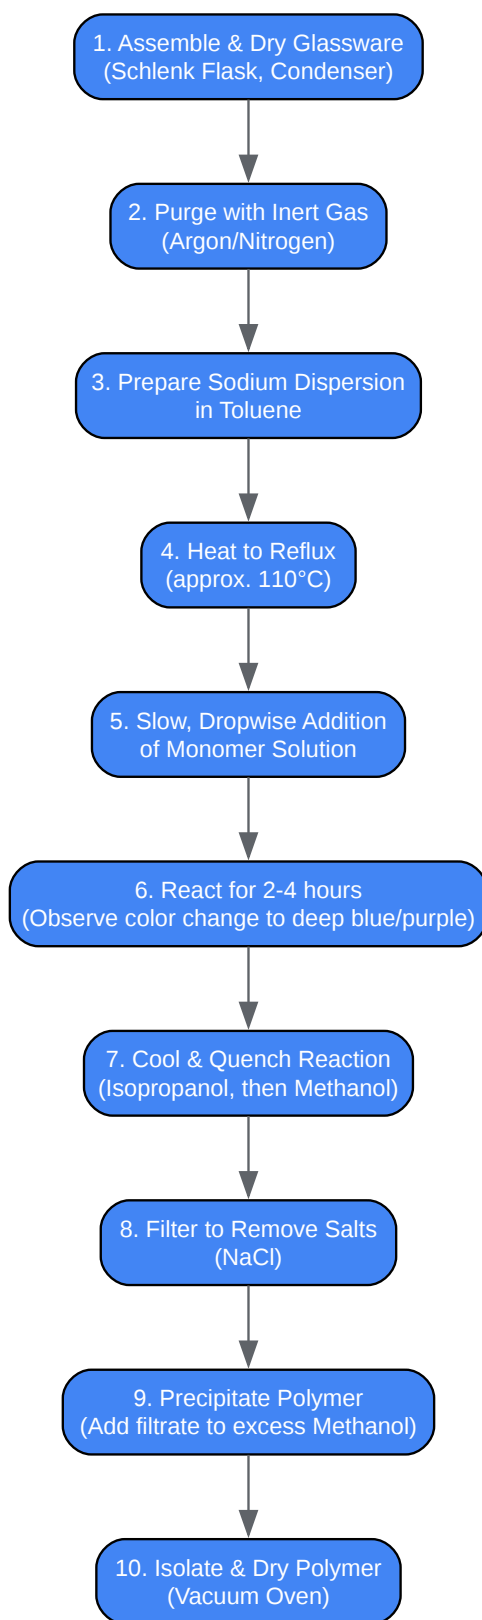 1. Assemble & Dry Glassware
(Schlenk Flask, Condenser)
2. Purge with Inert Gas
(Argon/Nitrogen)
3. Prepare Sodium Dispersion
in Toluene
4. Heat to Reflux
(approx. 110°C)
5. Slow, Dropwise Addition
of Monomer Solution
6. React for 2-4 hours
(Observe color change to deep blue/purple)
7. Cool & Quench Reaction
(Isopropanol, then Methanol)
8. Filter to Remove Salts
(NaCl)
9. Precipitate Polymer
(Add filtrate to excess Methanol)
10. Isolate & Dry Polymer
(Vacuum Oven)